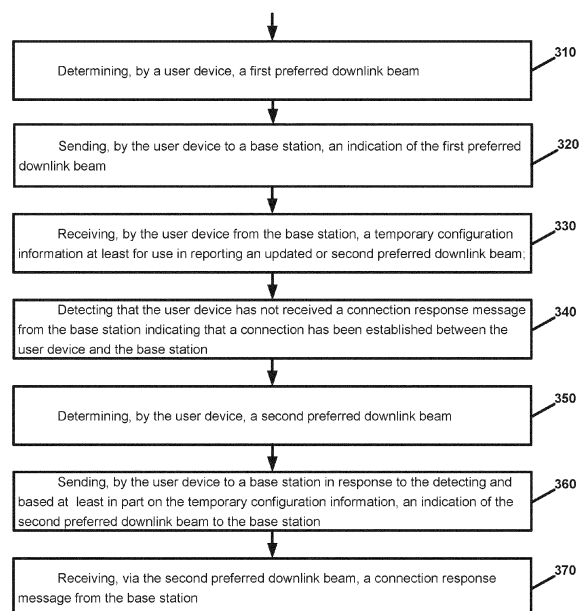 310
Determining, by a user device, a first preferred downlink beam
320
Sending, by the user device to a base station, an indication of the first preferred
downlink beam
330
Receiving, by the user device from the base station, a temporary configuration
information at least for use in reporting an updated or second preferred downlink beam;
340
Detecting that the user device has not received a connection response message
from the base station indicating that a connection has been established between the
user device and the base station
350
Determining, by the user device, a second preferred downlink beam
360
Sending, by the user device to a base station in response to the detecting and
based at least in part on the temporary configuration information, an indication of the
second preferred downlink beam to the base station
370
Receiving, via the second preferred downlink beam, a connection response
message from the base station